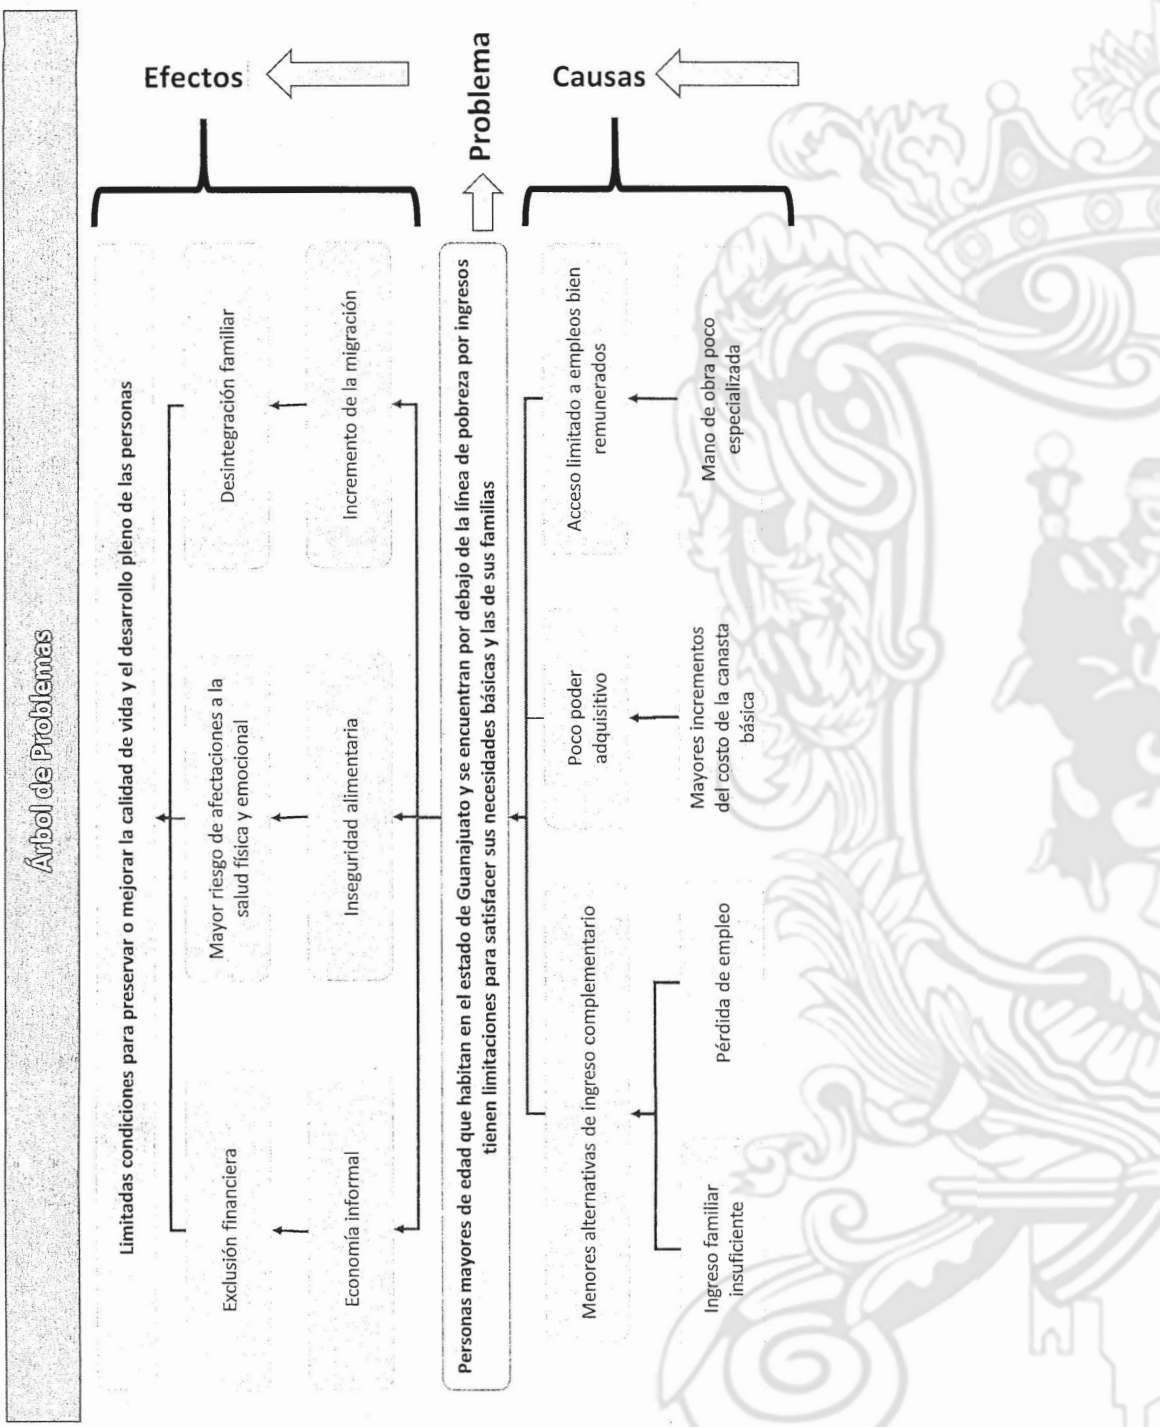 Árbol de Problemas
Limitadas condiciones para preservar o mejorar la calidad de vida y el desarrollo pleno de las personas
Efectos
Exclusión financiera
Mayor riesgo de afectaciones a la
salud física y emocional
Desintegración familiar
Economía informal
Inseguridad alimentaria
Incremento de la migración
Personas mayores de edad que habitan en el estado de Guanajuato y se encuentran por debajo de la línea de pobreza por ingresos
tienen limitaciones para satisfacer sus necesidades básicas y las de sus familias
Problema
Menores alternativas de ingreso complementario
Poco poder
adquisitivo
Acceso limitado a empleos bien
remunerados
Causas
Ingreso familiar
insuficiente
Pérdida de empleo
Mayores incrementos
del costo de la canasta
básica
Mano de obra poco
especializada